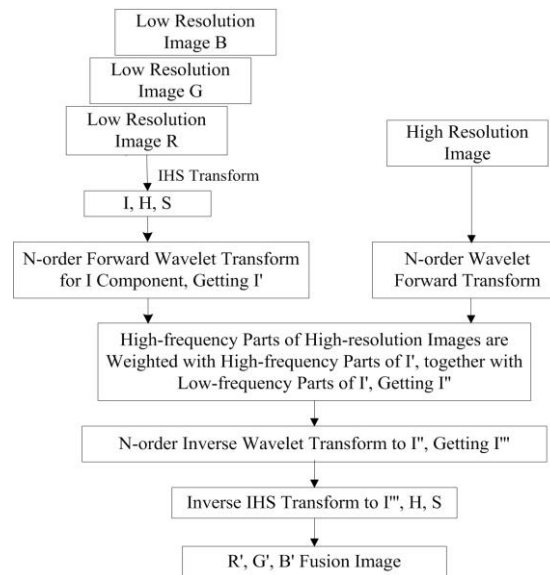 Low Resolution
Image B
Low Resolution
Image G
Low Resolution
Image R
High Resolution
Image
IHS Transform
I, H, S
N-order Forward Wavelet Transform
for I Component, Getting I'
N-order Wavelet
Forward Transform
High-frequency Parts of High-resolution Images are
Weighted with High-frequency Parts of I', together with
Low-frequency Parts of I', Getting I"
N-order Inverse Wavelet Transform to I", Getting I'"
Inverse IHS Transform to I'", H, S
R', G', B' Fusion Image